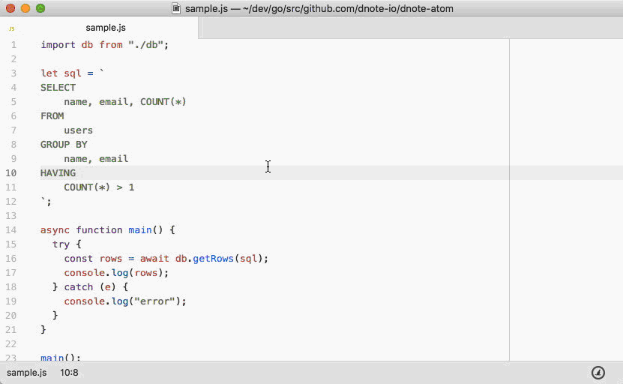 sample.js — ~/dev/go/src/github.com/dnote-io/dnote-atom
JS sample.js
1 import db from "./db";
2
3 let sql = `
4 SELECT
5 name, email, COUNT(*)
6 FROM
7 users
8 GROUP BY
9 name, email
10 HAVING
11 COUNT(*) > 1
12 `;
13
14 async function main() {
15 try {
16 const rows = await db.getRows(sql);
17 console.log(rows);
18 } catch (e) {
19 console.log("error");
20 }
21 }
22
23 main();
sample.js 10:8